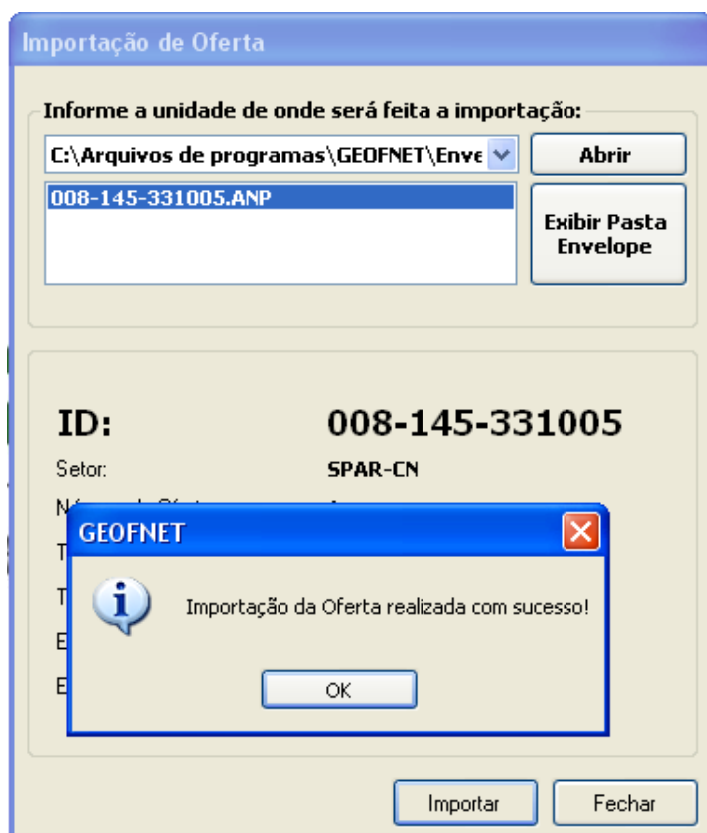 Importação de Oferta
Informe a unidade de onde será feita a importação:
C:\Arquivos de programas\GEOFNET\Enve
Abrir
008-145-331005.ANP
Exibir Pasta
Envelope
ID: 008-145-331005
Setor: SPAR-CN
GEOFNET
Importação da Oferta realizada com sucesso!
OK
Importar
Fechar